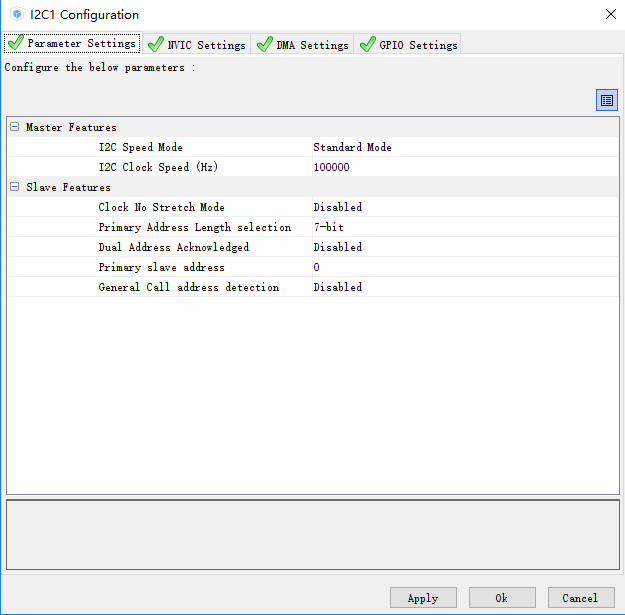 I2C1 Configuration
Parameter Settings NVIC Settings DMA Settings GPIO Settings
Configure the below parameters :
Master Features
I2C Speed Mode Standard Mode
I2C Clock Speed (Hz) 100000
Slave Features
Clock No Stretch Mode Disabled
Primary Address Length selection 7-bit
Dual Address Acknowledged Disabled
Primary slave address 0
General Call address detection Disabled
Apply Ok Cancel